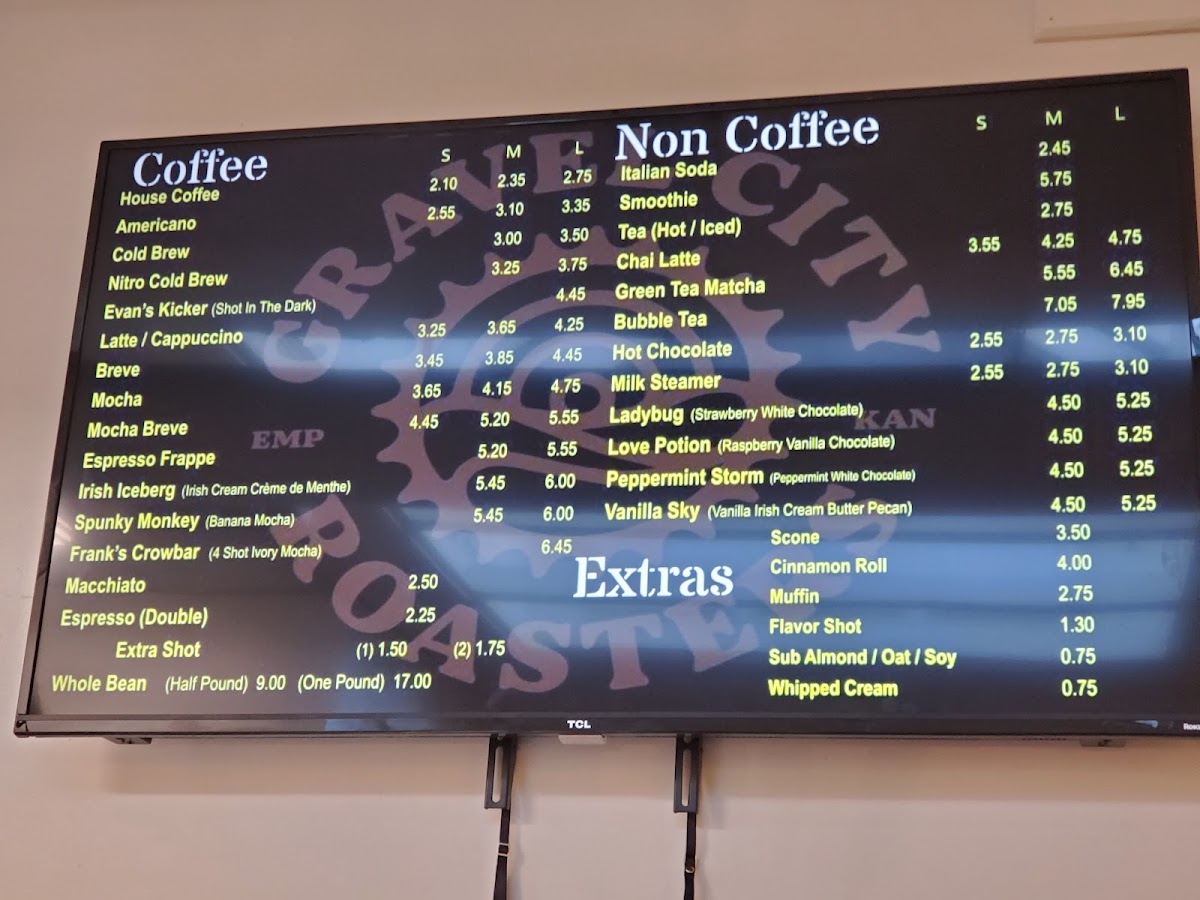 Coffee S M L
House Coffee 2.10 2.35 2.75
Americano 2.55 3.10 3.35
Cold Brew 3.00 3.50
Nitro Cold Brew 3.25 3.75
Evan's Kicker (Shot In The Dark) 4.45
Latte / Cappuccino 3.25 3.65 4.25
Breve 3.45 3.85 4.45
Mocha 3.65 4.15 4.75
Mocha Breve 4.45 5.20 5.55
Espresso Frappe 5.20 5.55
Irish Iceberg (Irish Cream Crème de Menthe) 5.45 6.00
Spunky Monkey (Banana Mocha) 5.45 6.00
Frank's Crowbar (4 Shot Ivory Mocha) 6.45
Macchiato 2.50
Espresso (Double) 2.25
Extra Shot (1) 1.50 (2) 1.75
Whole Bean (Half Pound) 9.00 (One Pound) 17.00
Non Coffee S M L
Italian Soda 2.45
Smoothie 5.75
Tea (Hot / Iced) 2.75
Chai Latte 3.55 4.25 4.75
Green Tea Matcha 5.55 6.45
Bubble Tea 7.05 7.95
Hot Chocolate 2.55 2.75 3.10
Milk Steamer 2.55 2.75 3.10
Ladybug (Strawberry White Chocolate) 4.50 5.25
Love Potion (Raspberry Vanilla Chocolate) 4.50 5.25
Peppermint Storm (Peppermint White Chocolate) 4.50 5.25
Vanilla Sky (Vanilla Irish Cream Butter Pecan) 4.50 5.25
Extras
Scone 3.50
Cinnamon Roll 4.00
Muffin 2.75
Flavor Shot 1.30
Sub Almond / Oat / Soy 0.75
Whipped Cream 0.75
GRAVEL CITY
EMP KAN
ROASTERS
TCL